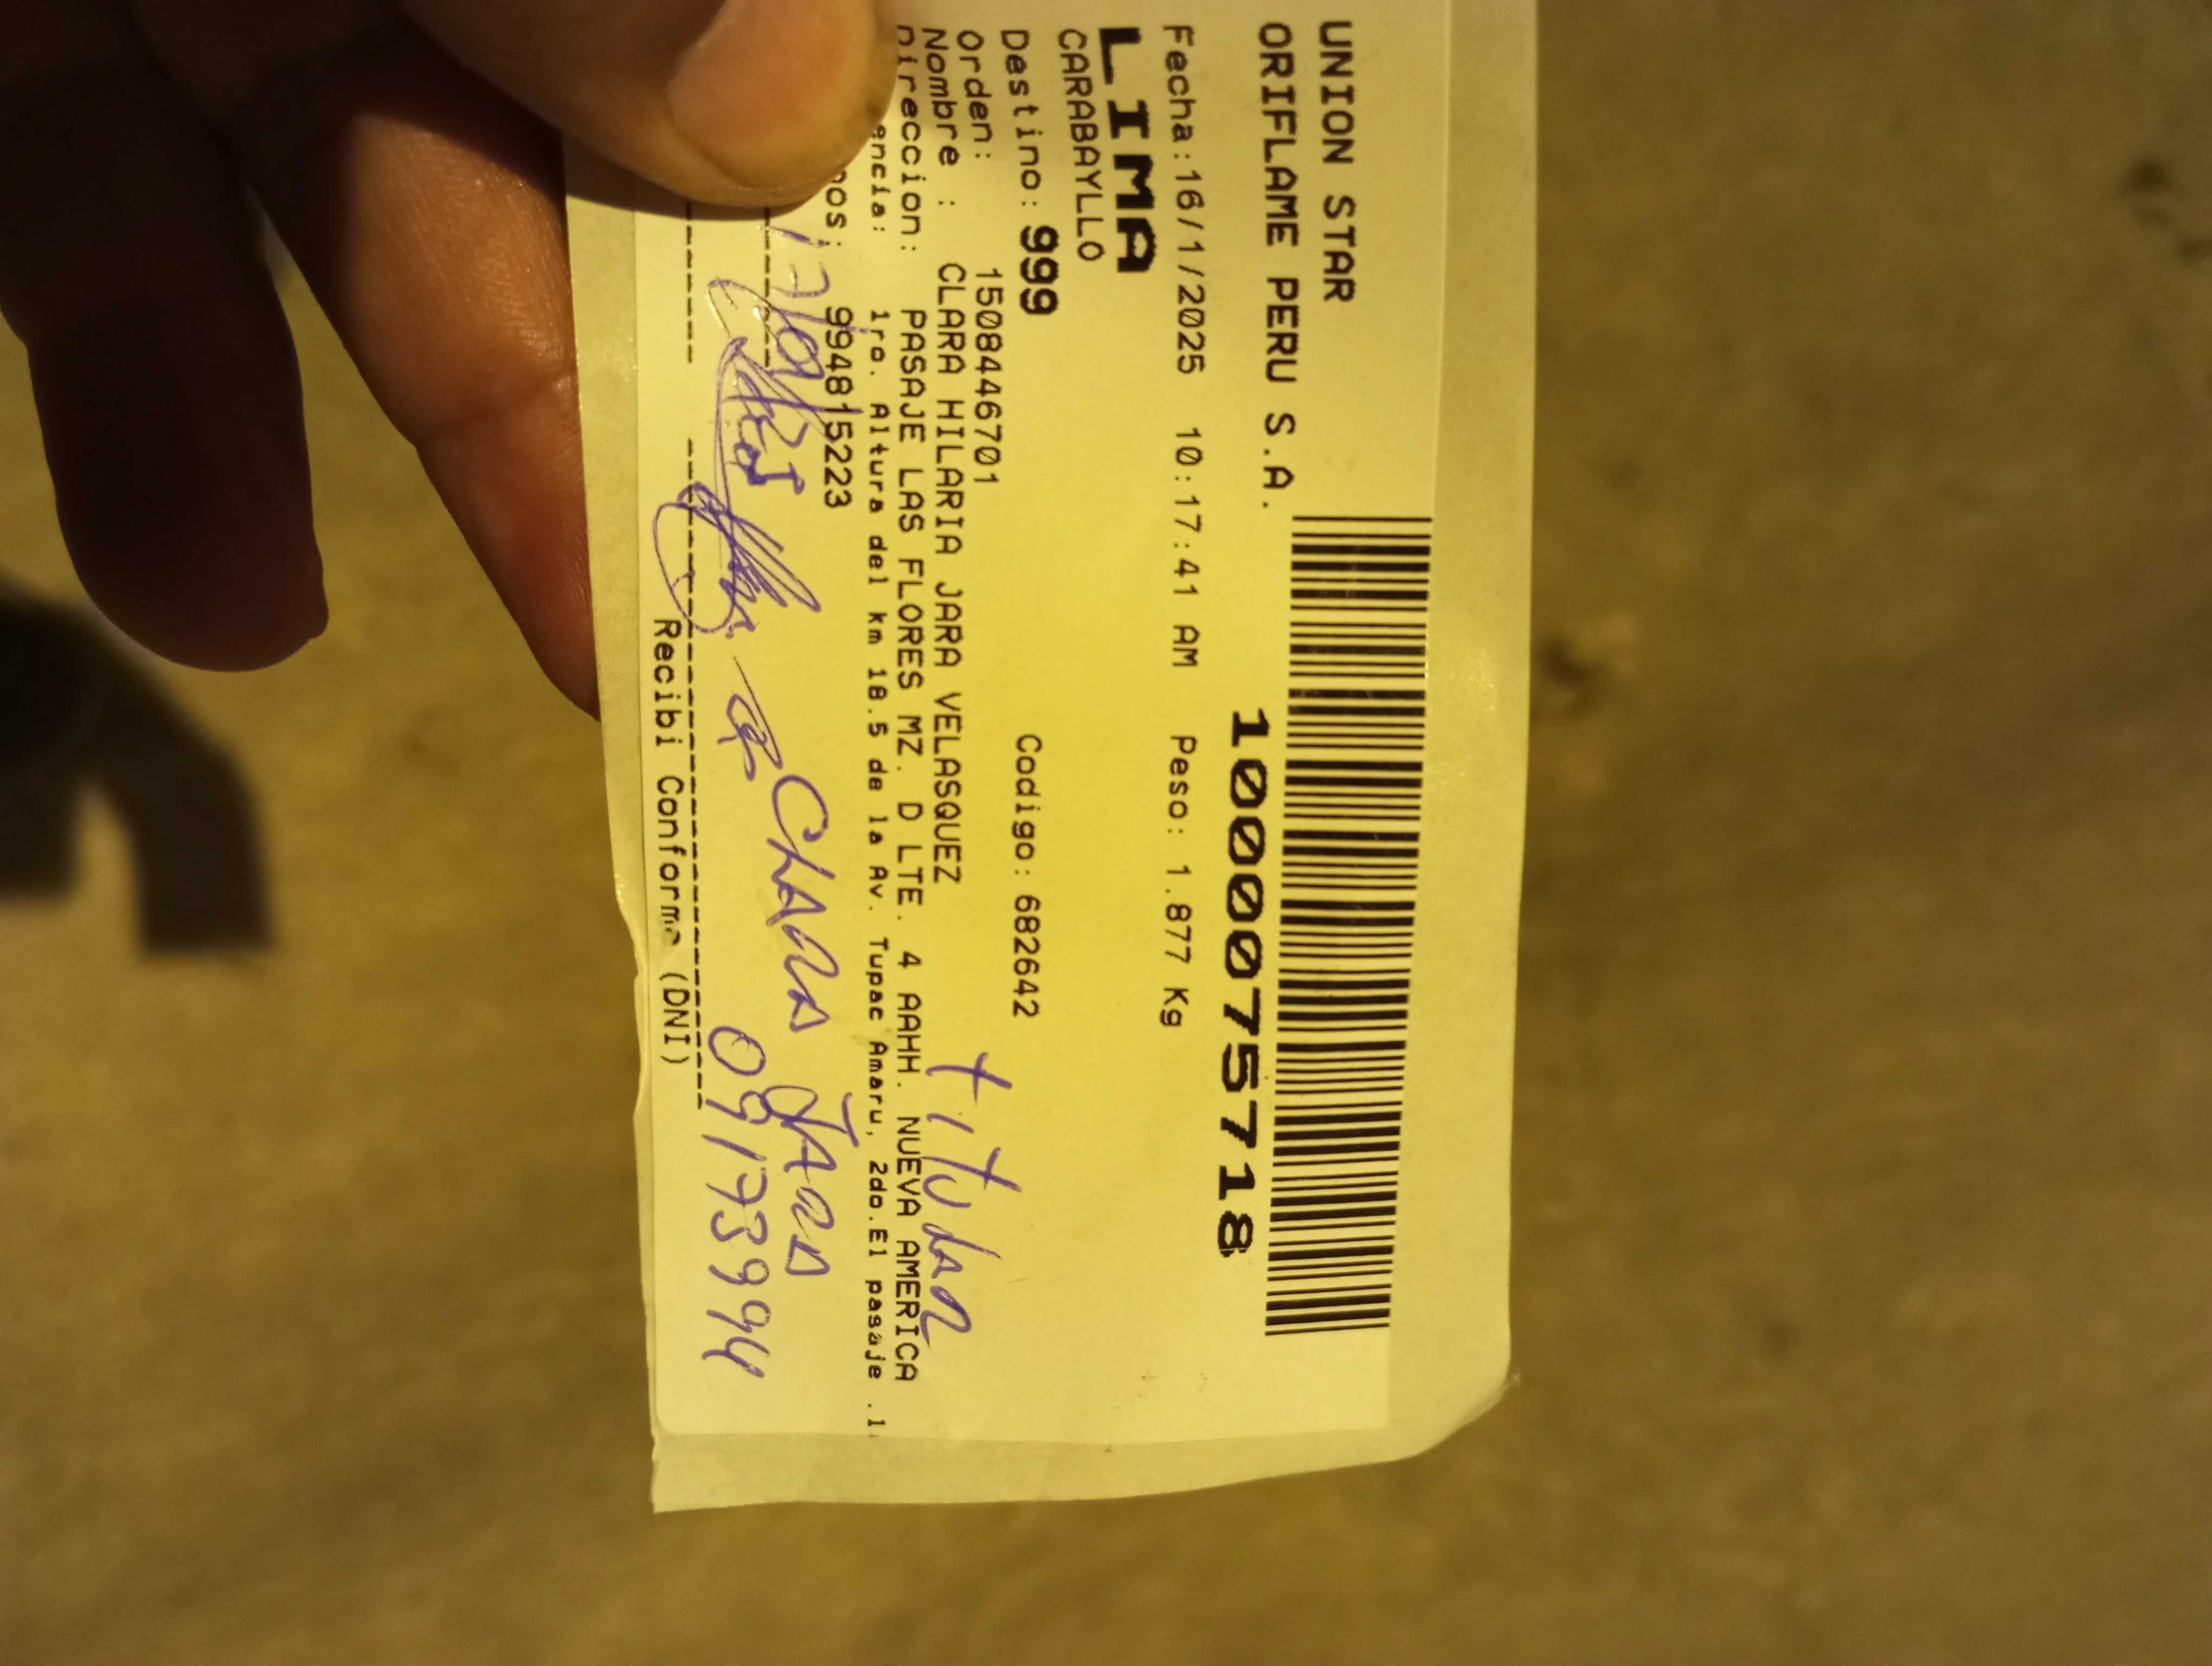 UNION STAR
ORIFLAME PERU S.A.
1000075718
Fecha:16/1/2025 10:17:41 AM Peso: 1.877 Kg
LIMA
CARABAYLLO
Destino: 999 Codigo: 682642
Orden: 1508446701
Nombre : CLARA HILARIA JARA VELASQUEZ
titular
Direccion: PASAJE LAS FLORES MZ. D LTE. 4 AAHH. NUEVA AMERICA
encia: 1ro. Altura del km 18.5 de la Av. Tupac Amaru, 2do.El pasaje .1
pos: 994815223
CLARA JARA
09173994
Recibi Conforme (DNI)